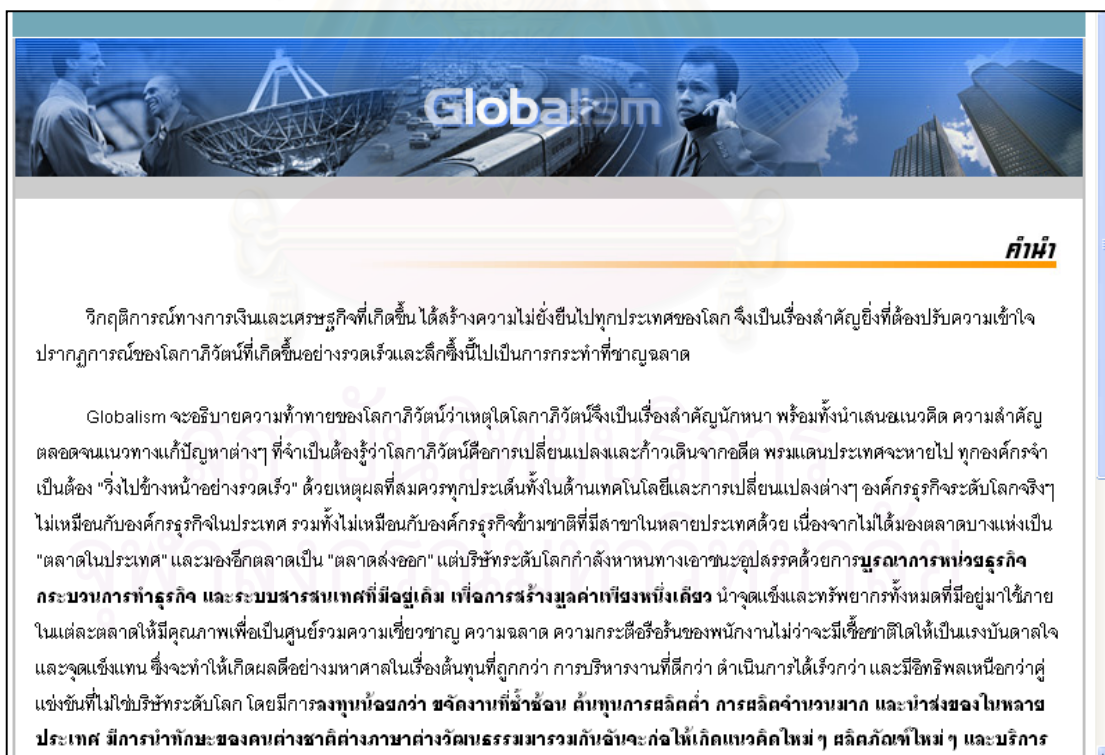 Globalism
คำนำ
วิกฤติการณ์ทางการเงินและเศรษฐกิจที่เกิดขึ้น ได้สร้างความไม่ยั่งยืนไปทุกประเทศของโลก จึงเป็นเรื่องสำคัญยิ่งที่ต้องปรับความเข้าใจ
ปรากฏการณ์ของโลกาภิวัตน์ที่เกิดขึ้นอย่างรวดเร็วและลึกซึ้งนี้ไปเป็นการกระทำที่ชาญฉลาด
Globalism จะอธิบายความท้าทายของโลกาภิวัตน์ว่าเหตุใดโลกาภิวัตน์จึงเป็นเรื่องสำคัญนักหนา พร้อมทั้งนำเสนอแนวคิด ความสำคัญ
ตลอดจนแนวทางแก้ปัญหาต่างๆ ที่จำเป็นต้องรู้ว่าโลกาภิวัตน์คือการเปลี่ยนแปลงและก้าวเดินจากอดีต พรมแดนประเทศจะหายไป ทุกองค์กรจำ
เป็นต้อง "วิ่งไปข้างหน้าอย่างรวดเร็ว" ด้วยเหตุผลที่สมควรทุกประเด็นทั้งในด้านเทคโนโลยีและการเปลี่ยนแปลงต่างๆ องค์กรธุรกิจระดับโลกจริงๆ
ไม่เหมือนกับองค์กรธุรกิจในประเทศ รวมทั้งไม่เหมือนกับองค์กรธุรกิจข้ามชาติที่มีสาขาในหลายประเทศด้วย เนื่องจากไม่ได้มองตลาดบางแห่งเป็น
"ตลาดในประเทศ" และมองอีกตลาดเป็น "ตลาดส่งออก" แต่บริษัทระดับโลกกำลังหาหนทางเอาชนะอุปสรรคด้วยการบูรณาการหน่วยธุรกิจ
กระบวนการทำธุรกิจ และระบบสารสนเทศที่มีอยู่เดิม เพื่อการสร้างมูลค่าเพียงหนึ่งเดียว นำจุดแข็งและทรัพยากรทั้งหมดที่มีอยู่มาใช้ภาย
ในแต่ละตลาดให้มีคุณภาพเพื่อเป็นศูนย์รวมความเชี่ยวชาญ ความฉลาด ความกระตือรือร้นของพนักงานไม่ว่าจะมีเชื้อชาติใดให้เป็นแรงบันดาลใจ
และจุดแข็งแทน ซึ่งจะทำให้เกิดผลดีอย่างมหาศาลในเรื่องต้นทุนที่ถูกกว่า การบริหารงานที่ดีกว่า ดำเนินการได้เร็วกว่า และมีอิทธิพลเหนือกว่าคู่
แข่งขันที่ไม่ใช่บริษัทระดับโลก โดยมีการลงทุนน้อยกว่า ขจัดงานที่ซ้ำซ้อน ต้นทุนการผลิตต่ำ การผลิตจำนวนมาก และนำส่งของในหลาย
ประเทศ มีการนำทักษะของคนต่างชาติต่างภาษาต่างวัฒนธรรมมารวมกันอันจะก่อให้เกิดแนวคิดใหม่ ๆ ผลิตภัณฑ์ใหม่ ๆ และบริการ
สถาบันวิทยบริการ
จุฬาลงกรณ์มหาวิทยาลัย